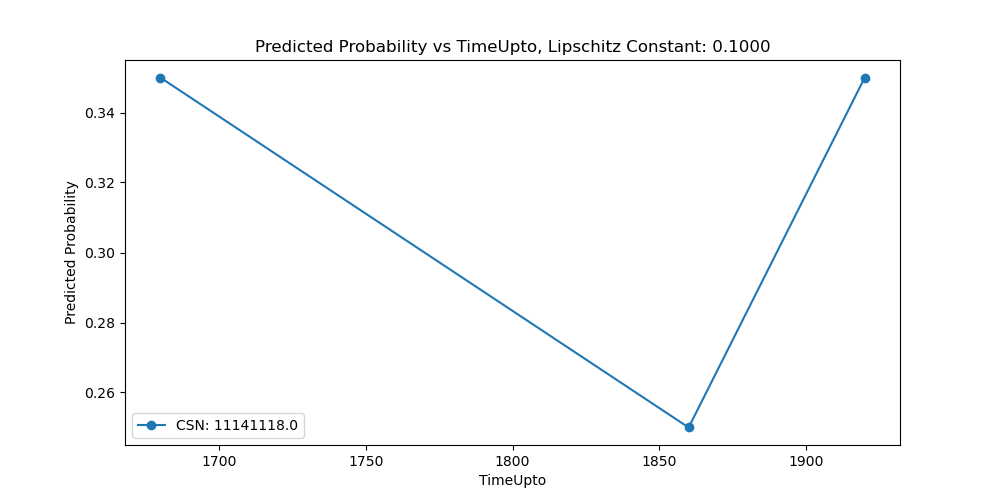 Predicted Probability vs TimeUpto, Lipschitz Constant: 0.1000
Predicted Probability
0.34
0.32
0.30
0.28
0.26
CSN: 11141118.0
1700
1750
1800
1850
1900
TimeUpto